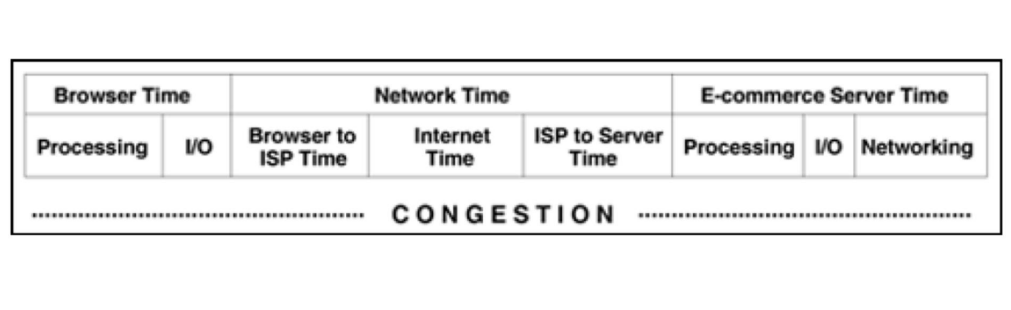 Browser Time
Network Time
E-commerce Server Time
Processing
I/O
Browser to
ISP Time
Internet
Time
ISP to Server
Time
Processing
I/O
Networking
CONGESTION